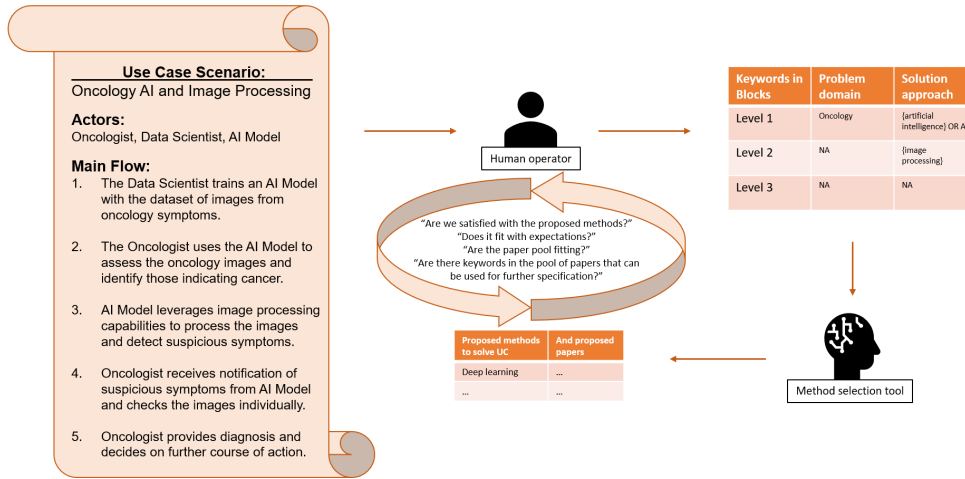 Use Case Scenario:
Oncology AI and Image Processing
Actors:
Oncologist, Data Scientist, AI Model
Main Flow:
1. The Data Scientist trains an AI Model
with the dataset of images from
oncology symptoms.
2. The Oncologist uses the AI Model to
assess the oncology images and
identify those indicating cancer.
3. AI Model leverages image processing
capabilities to process the images
and detect suspicious symptoms.
4. Oncologist receives notification of
suspicious symptoms from AI Model
and checks the images individually.
5. Oncologist provides diagnosis and
decides on further course of action.
Human operator
“Are we satisfied with the proposed methods?”
“Does it fit with expectations?”
“Are the paper pool fitting?”
“Are there keywords in the pool of papers that can
be used for further specification?”
Proposed methods And proposed
to solve UC papers
Deep learning ...
... ...
Keywords in Problem Solution
Blocks domain approach
Level 1 Oncology {artificial
intelligence} OR A
Level 2 NA {image
processing}
Level 3 NA NA
Method selection tool